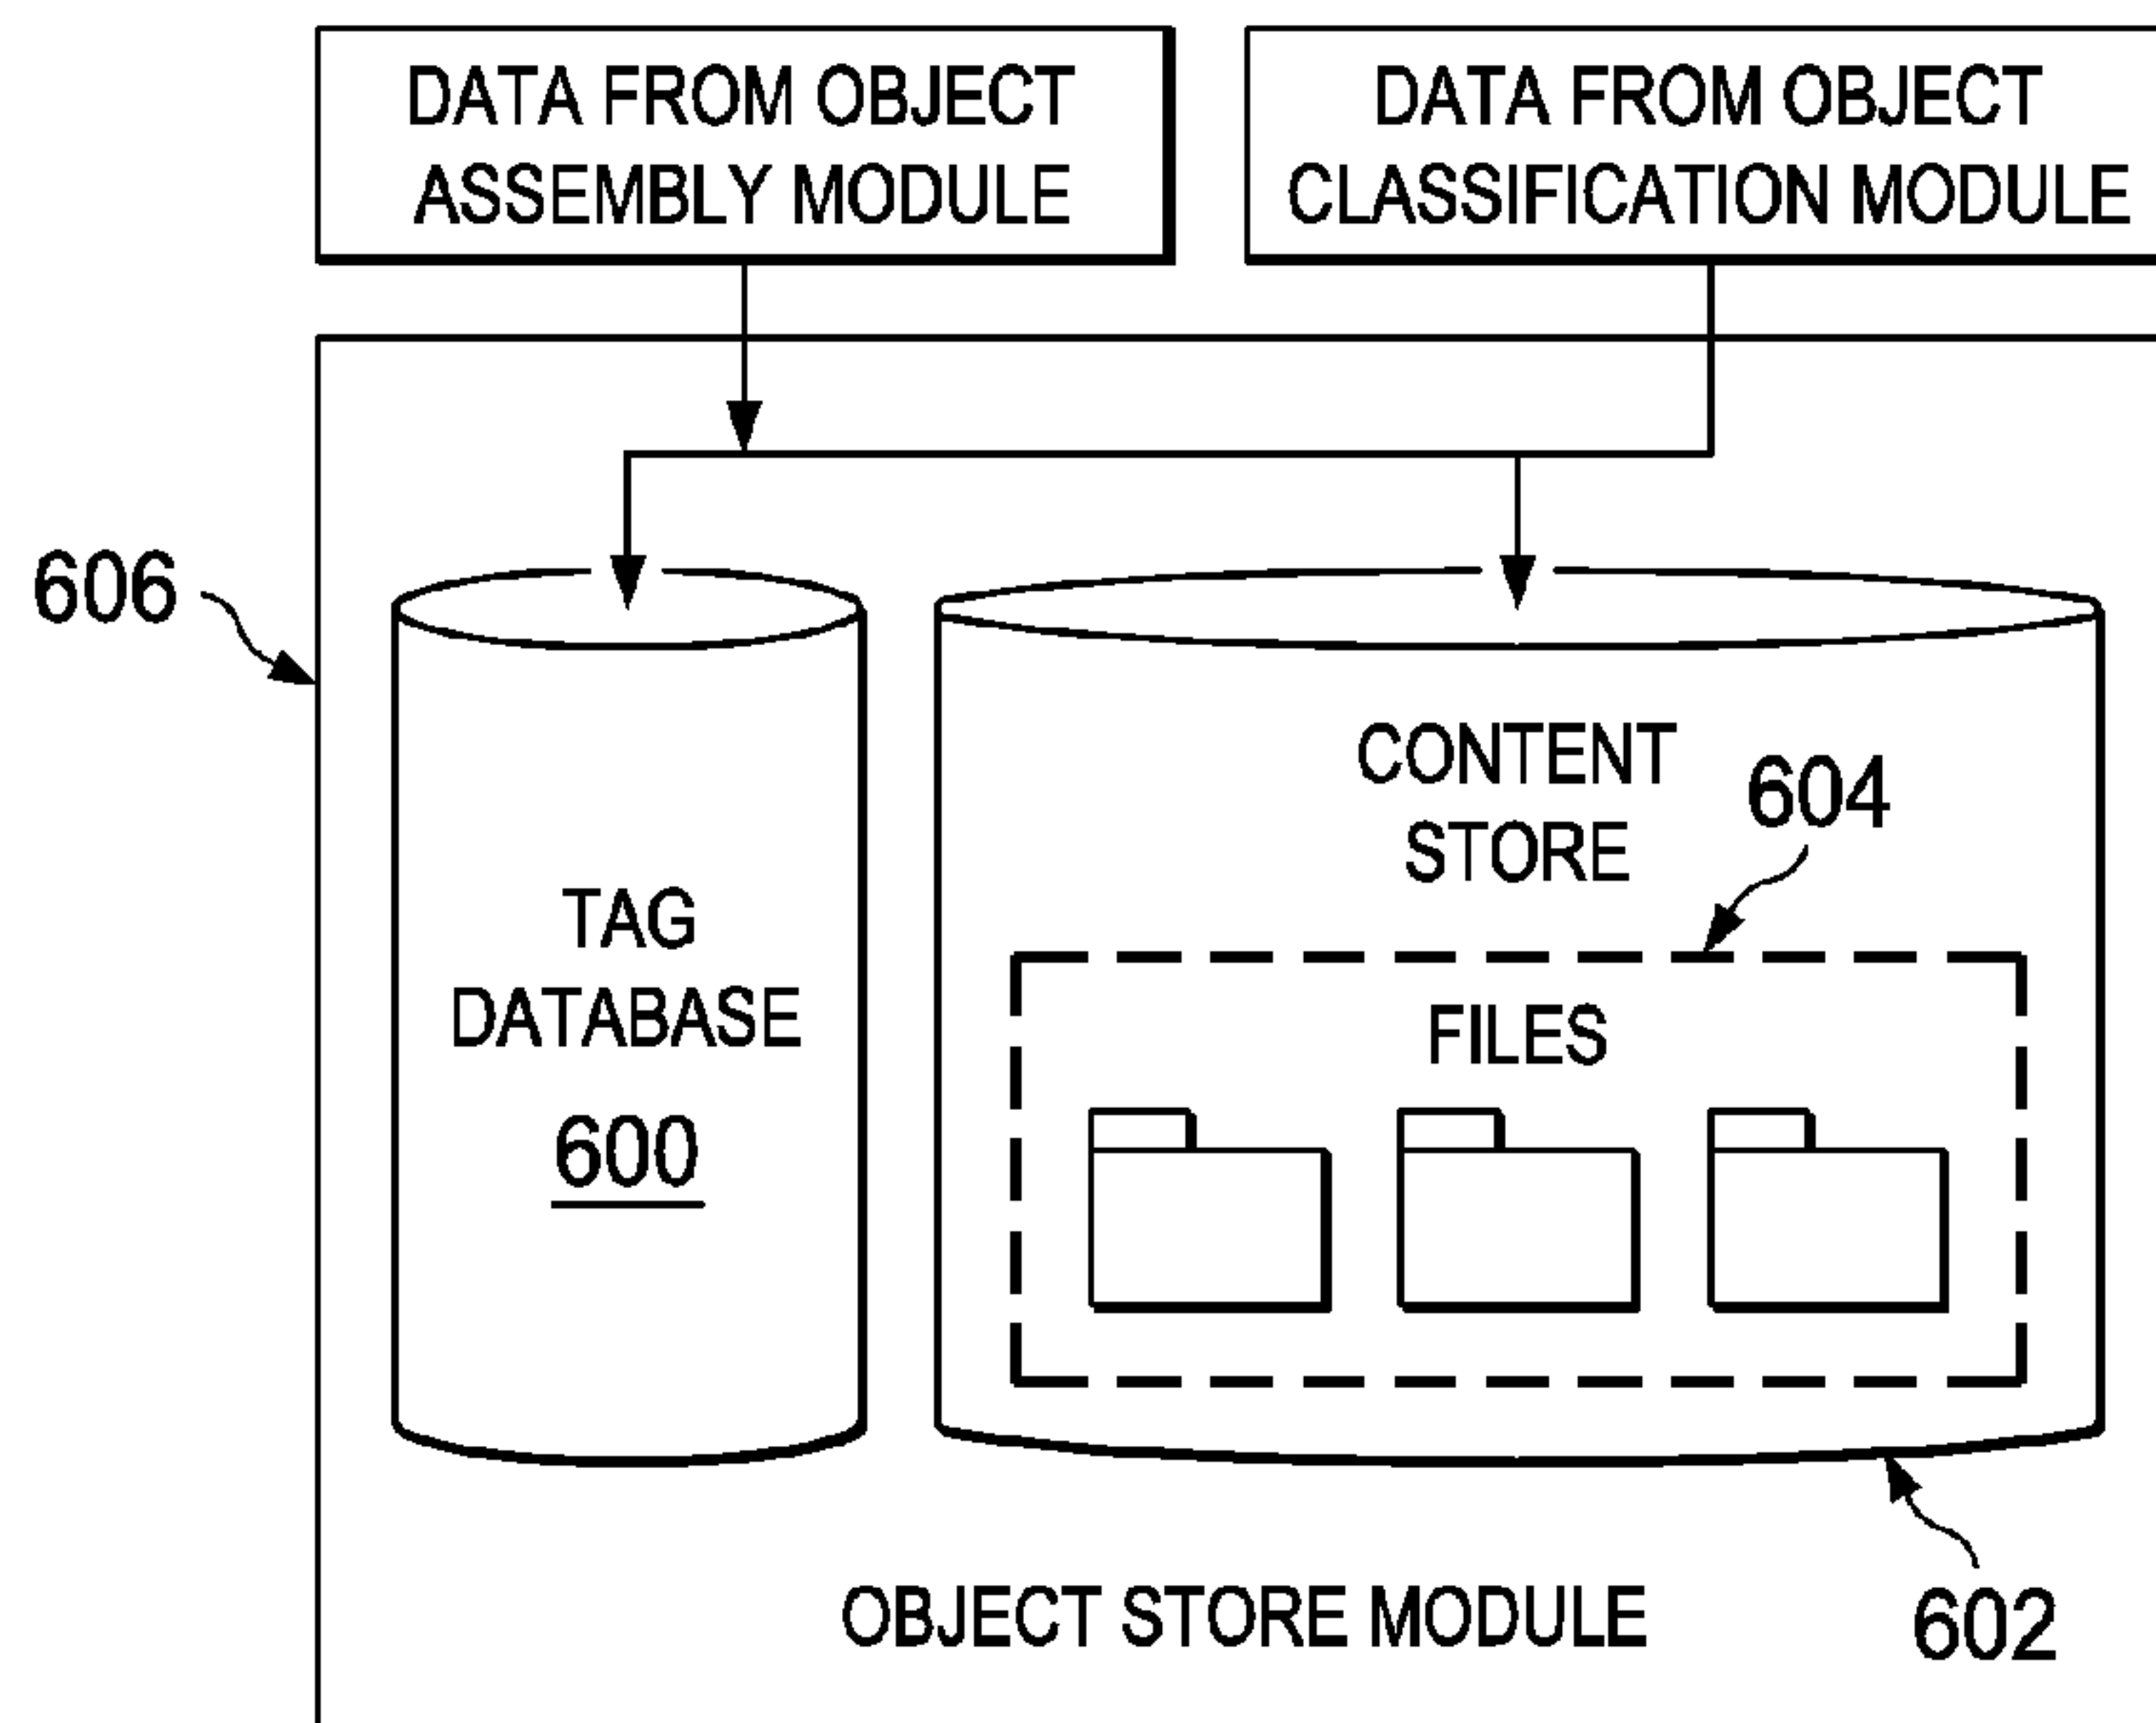 DATA FROM OBJECT
ASSEMBLY MODULE
DATA FROM OBJECT
CLASSIFICATION MODULE
606
CONTENT
STORE
604
TAG
DATABASE
600
FILES
OBJECT STORE MODULE
602